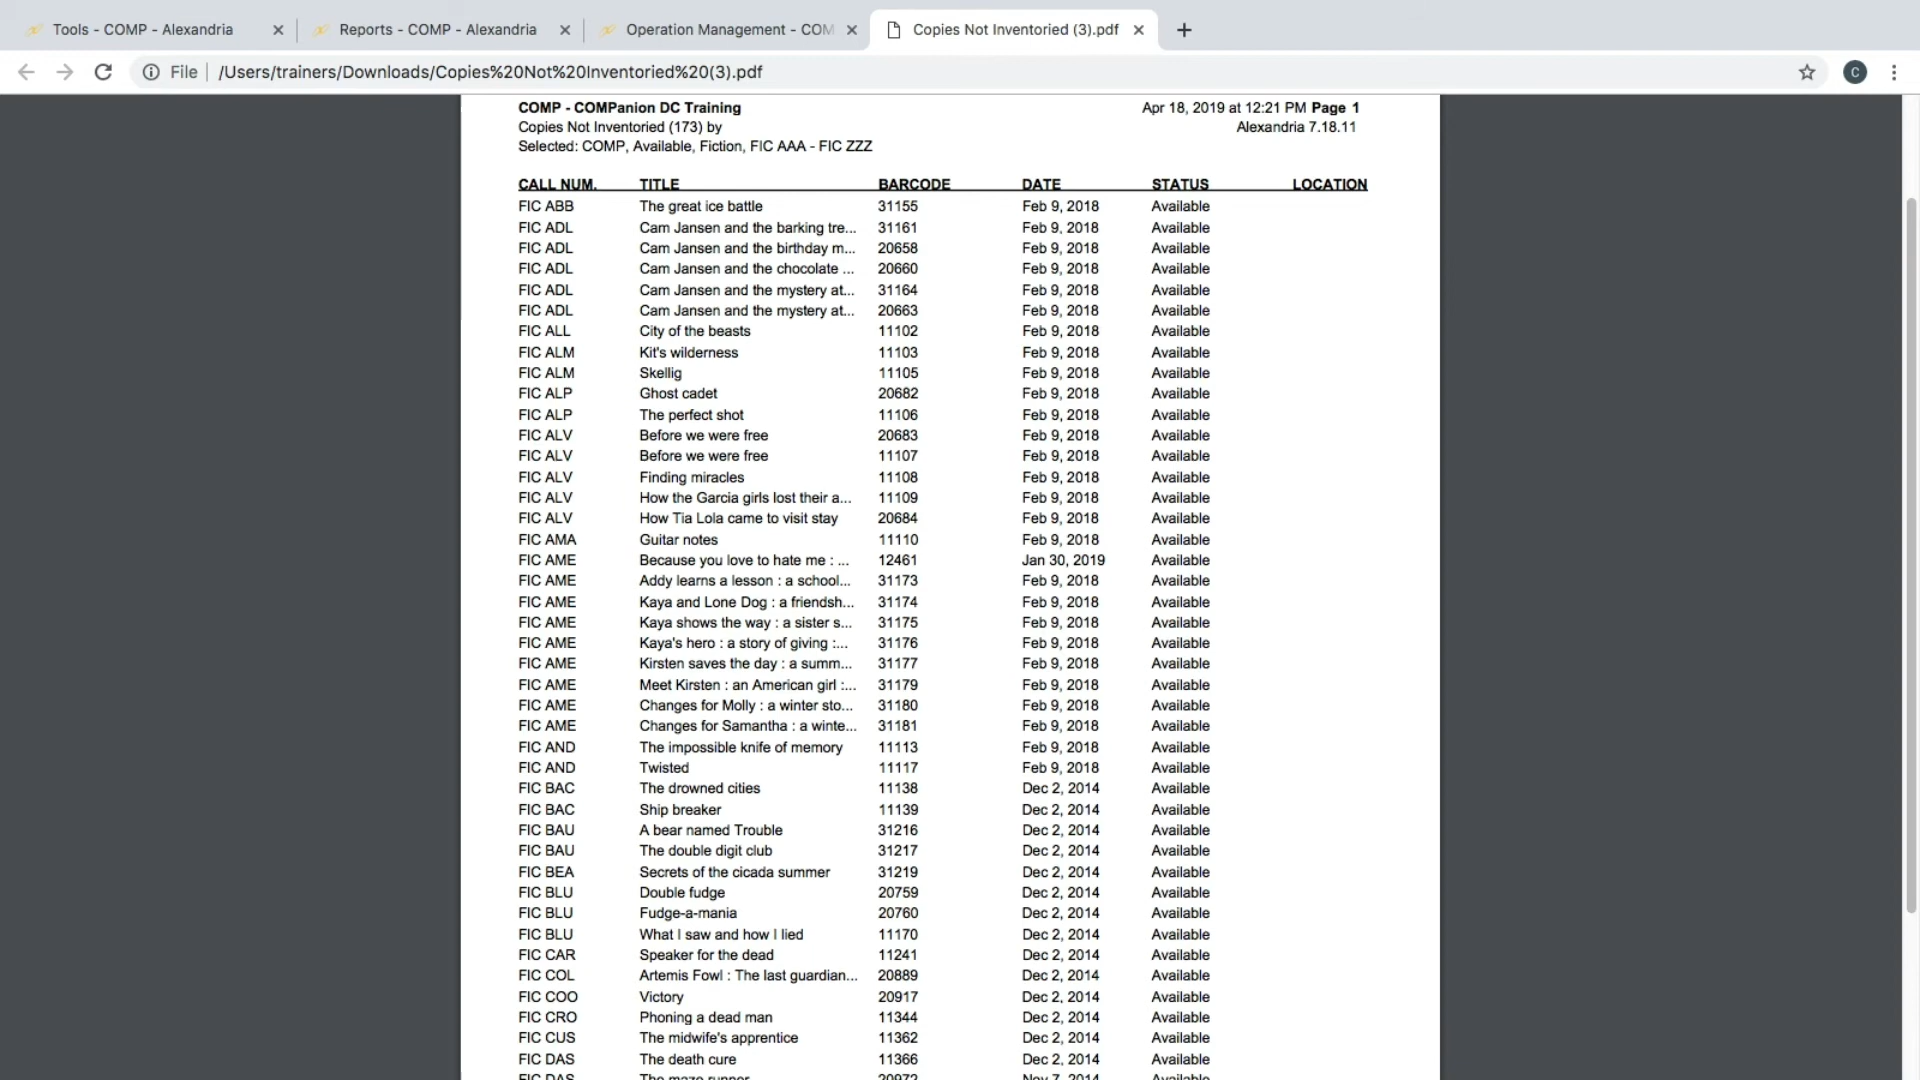 Tools - COMP - Alexandria
Reports - COMP - Alexandria
Operation Management - COM
Copies Not Inventoried (3).pdf
File /Users/trainers/Downloads/Copies%20Not%20Inventoried%20(3).pdf
C
COMP - COMPanion DC Training Apr 18, 2019 at 12:21 PM Page 1
Copies Not Inventoried (173) by Alexandria 7.18.11
Selected: COMP, Available, Fiction, FIC AAA - FIC ZZZ
CALL NUM. TITLE BARCODE DATE STATUS LOCATION
FIC ABB The great ice battle 31155 Feb 9, 2018 Available
FIC ADL Cam Jansen and the barking tre... 31161 Feb 9, 2018 Available
FIC ADL Cam Jansen and the birthday m... 20658 Feb 9, 2018 Available
FIC ADL Cam Jansen and the chocolate ... 20660 Feb 9, 2018 Available
FIC ADL Cam Jansen and the mystery at... 31164 Feb 9, 2018 Available
FIC ADL Cam Jansen and the mystery at... 20663 Feb 9, 2018 Available
FIC ALL City of the beasts 11102 Feb 9, 2018 Available
FIC ALM Kit's wilderness 11103 Feb 9, 2018 Available
FIC ALM Skellig 11105 Feb 9, 2018 Available
FIC ALP Ghost cadet 20682 Feb 9, 2018 Available
FIC ALP The perfect shot 11106 Feb 9, 2018 Available
FIC ALV Before we were free 20683 Feb 9, 2018 Available
FIC ALV Before we were free 11107 Feb 9, 2018 Available
FIC ALV Finding miracles 11108 Feb 9, 2018 Available
FIC ALV How the Garcia girls lost their a... 11109 Feb 9, 2018 Available
FIC ALV How Tia Lola came to visit stay 20684 Feb 9, 2018 Available
FIC AMA Guitar notes 11110 Feb 9, 2018 Available
FIC AME Because you love to hate me : ... 12461 Jan 30, 2019 Available
FIC AME Addy learns a lesson : a school... 31173 Feb 9, 2018 Available
FIC AME Kaya and Lone Dog : a friendsh... 31174 Feb 9, 2018 Available
FIC AME Kaya shows the way : a sister s... 31175 Feb 9, 2018 Available
FIC AME Kaya's hero : a story of giving :... 31176 Feb 9, 2018 Available
FIC AME Kirsten saves the day : a summ... 31177 Feb 9, 2018 Available
FIC AME Meet Kirsten : an American girl :... 31179 Feb 9, 2018 Available
FIC AME Changes for Molly : a winter sto... 31180 Feb 9, 2018 Available
FIC AME Changes for Samantha : a winte... 31181 Feb 9, 2018 Available
FIC AND The impossible knife of memory 11113 Feb 9, 2018 Available
FIC AND Twisted 11117 Feb 9, 2018 Available
FIC BAC The drowned cities 11138 Dec 2, 2014 Available
FIC BAC Ship breaker 11139 Dec 2, 2014 Available
FIC BAU A bear named Trouble 31216 Dec 2, 2014 Available
FIC BAU The double digit club 31217 Dec 2, 2014 Available
FIC BEA Secrets of the cicada summer 31219 Dec 2, 2014 Available
FIC BLU Double fudge 20759 Dec 2, 2014 Available
FIC BLU Fudge-a-mania 20760 Dec 2, 2014 Available
FIC BLU What I saw and how I lied 11170 Dec 2, 2014 Available
FIC CAR Speaker for the dead 11241 Dec 2, 2014 Available
FIC COL Artemis Fowl : The last guardian... 20889 Dec 2, 2014 Available
FIC COO Victory 20917 Dec 2, 2014 Available
FIC CRO Phoning a dead man 11344 Dec 2, 2014 Available
FIC CUS The midwife's apprentice 11362 Dec 2, 2014 Available
FIC DAS The death cure 11366 Dec 2, 2014 Available
FIC DAS The maze runner 20972 Nov 7, 2014 Available